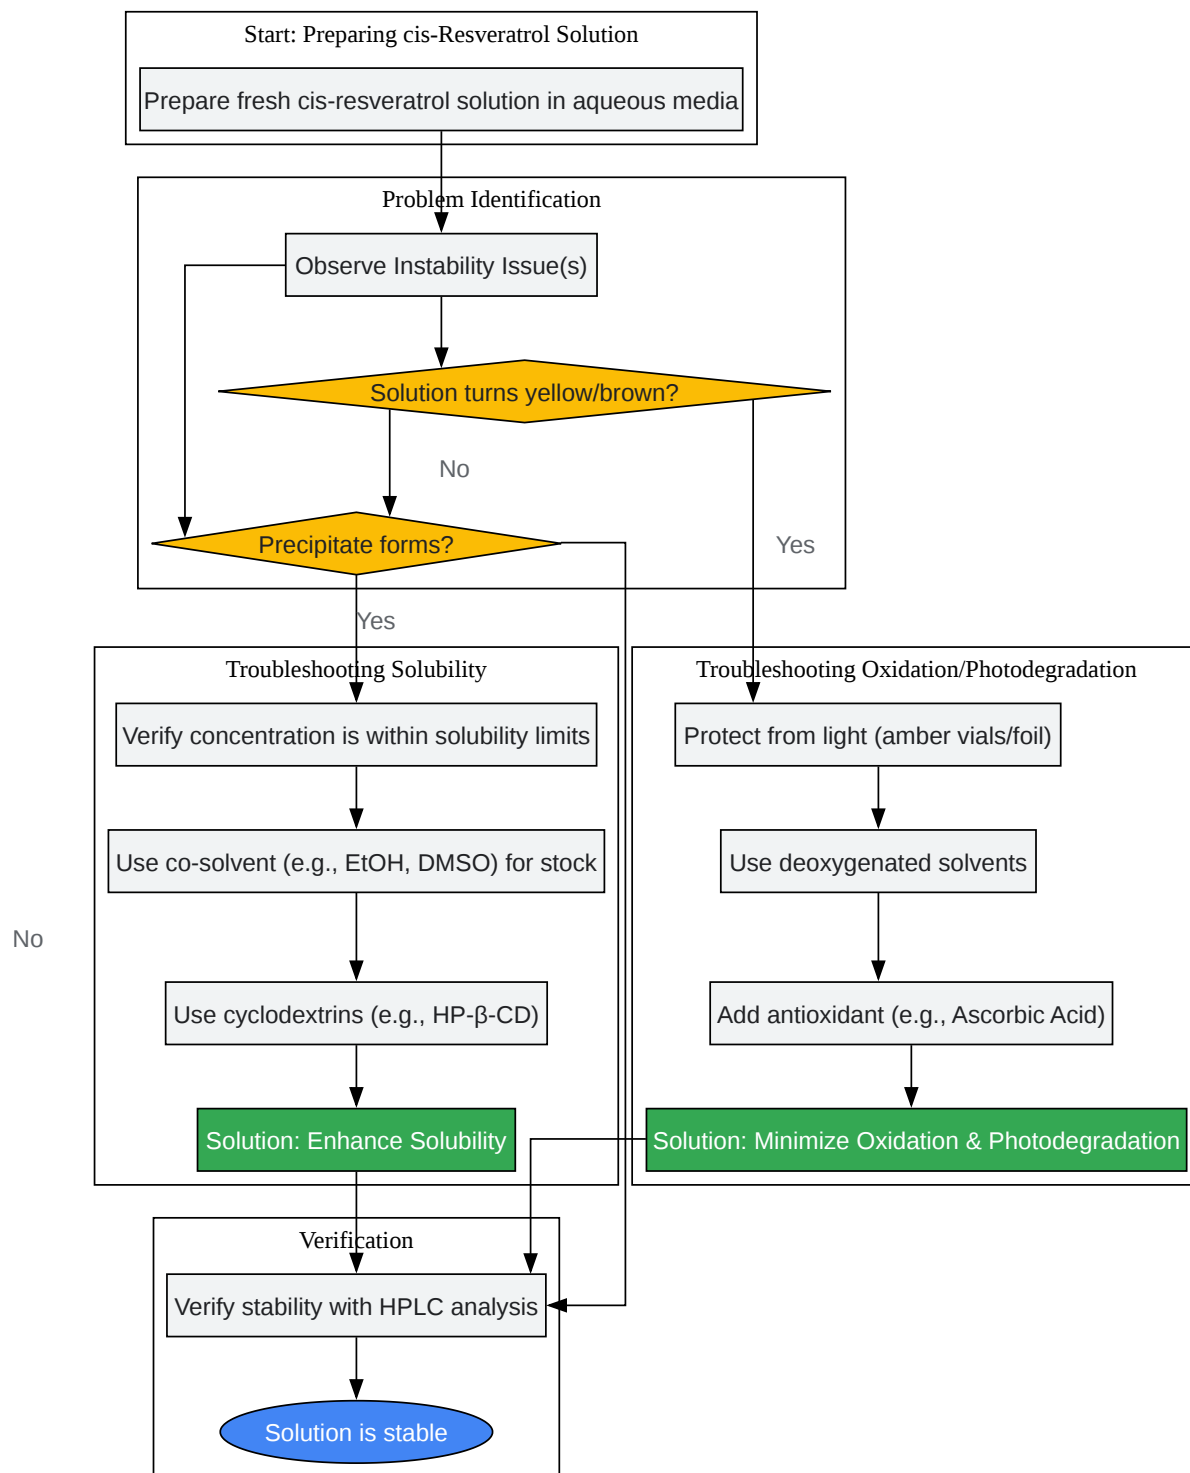 Start: Preparing cis-Resveratrol Solution
Prepare fresh cis-resveratrol solution in aqueous media
Problem Identification
Observe Instability Issue(s)
Solution turns yellow/brown?
No
Precipitate forms?
Yes
Yes
Troubleshooting Solubility
Verify concentration is within solubility limits
Use co-solvent (e.g., EtOH, DMSO) for stock
No
Use cyclodextrins (e.g., HP-β-CD)
Solution: Enhance Solubility
Troubleshooting Oxidation/Photodegradation
Protect from light (amber vials/foil)
Use deoxygenated solvents
Add antioxidant (e.g., Ascorbic Acid)
Solution: Minimize Oxidation & Photodegradation
Verification
Verify stability with HPLC analysis
Solution is stable